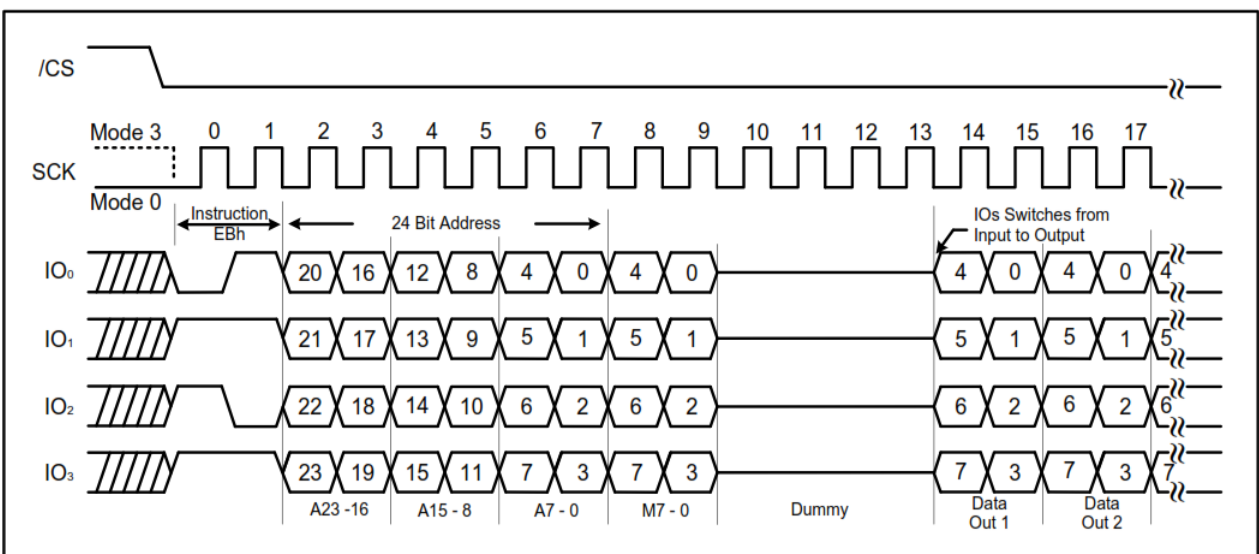 /CS
Mode 3 0 1 2 3 4 5 6 7 8 9 10 11 12 13 14 15 16 17
SCK
Mode 0
Instruction
EBh
24 Bit Address
IOs Switches from
Input to Output
IO₀ 20 16 12 8 4 0 4 0 4 0 4 0 4
IO₁ 21 17 13 9 5 1 5 1 5 1 5 1 5
IO₂ 22 18 14 10 6 2 6 2 6 2 6 2 6
IO₃ 23 19 15 11 7 3 7 3 7 3 7 3 7
A23 -16 A15 - 8 A7 - 0 M7 - 0 Dummy
Data
Out 1
Data
Out 2